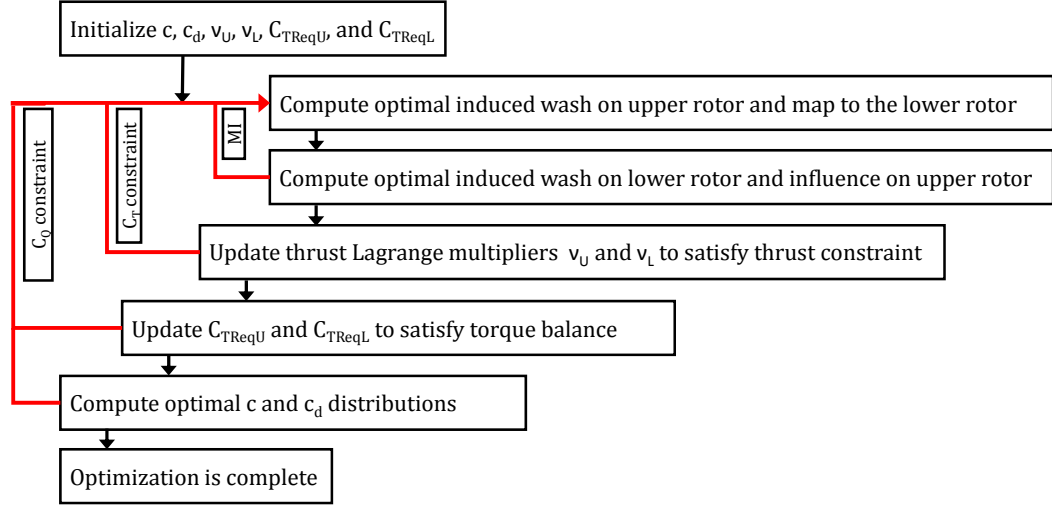 Initialize c, c_d, ν_U, ν_L, C_TReqU, and C_TReqL
Compute optimal induced wash on upper rotor and map to the lower rotor
C_Q constraint
C_T constraint
MI
Compute optimal induced wash on lower rotor and influence on upper rotor
Update thrust Lagrange multipliers ν_U and ν_L to satisfy thrust constraint
Update C_TReqU and C_TReqL to satisfy torque balance
Compute optimal c and c_d distributions
Optimization is complete